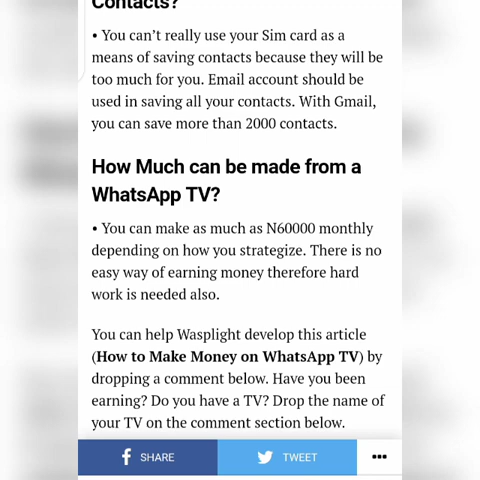 Contacts?
• You can’t really use your Sim card as a
means of saving contacts because they will be
too much for you. Email account should be
used in saving all your contacts. With Gmail,
you can save more than 2000 contacts.
How Much can be made from a
WhatsApp TV?
• You can make as much as N60000 monthly
depending on how you strategize. There is no
easy way of earning money therefore hard
work is needed also.
You can help Wasplight develop this article
(How to Make Money on WhatsApp TV) by
dropping a comment below. Have you been
earning? Do you have a TV? Drop the name of
your TV on the comment section below.
SHARE TWEET